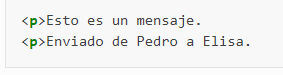 <p>Esto es un mensaje.
<p>Enviado de Pedro a Elisa.